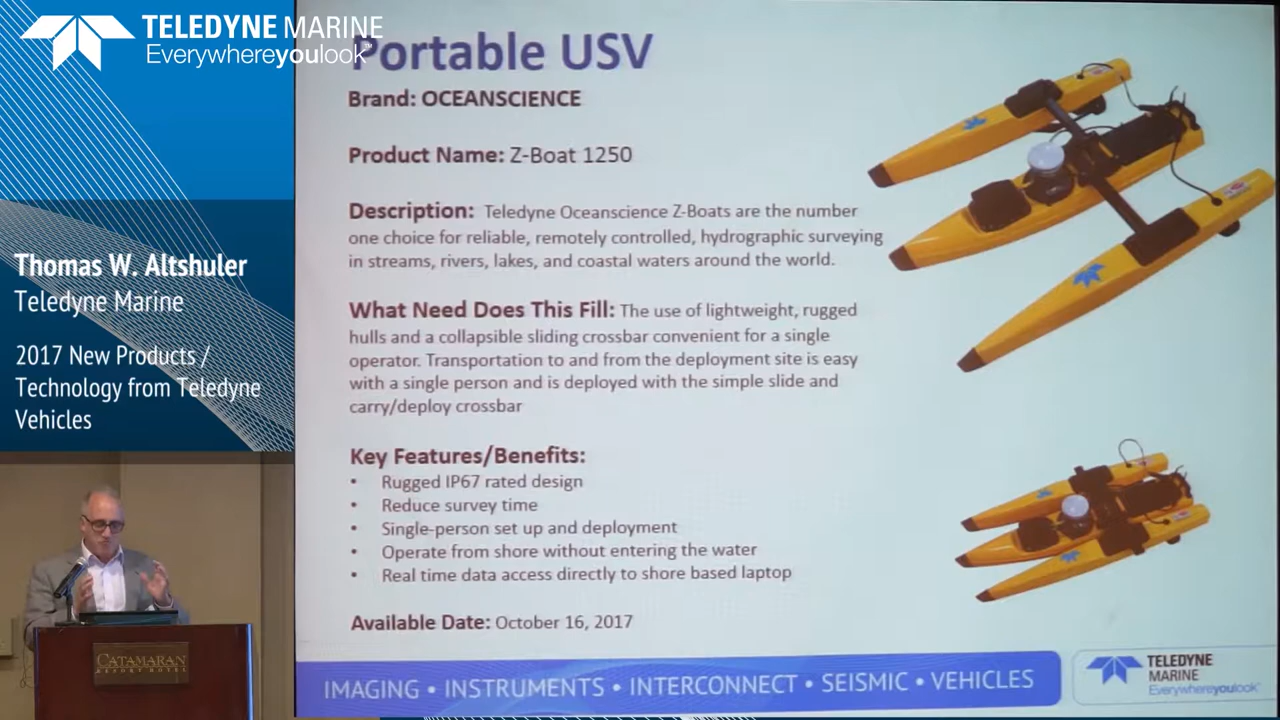 TELEDYNE MARINE
Everywhereyoulook™
Thomas W. Altshuler
Teledyne Marine
2017 New Products /
Technology from Teledyne
Vehicles
CATAMARAN
RESORT HOTEL
Portable USV
Brand: OCEANSCIENCE
Product Name: Z-Boat 1250
Description: Teledyne Oceanscience Z-Boats are the number
one choice for reliable, remotely controlled, hydrographic surveying
in streams, rivers, lakes, and coastal waters around the world.
What Need Does This Fill: The use of lightweight, rugged
hulls and a collapsible sliding crossbar convenient for a single
operator. Transportation to and from the deployment site is easy
with a single person and is deployed with the simple slide and
carry/deploy crossbar
Key Features/Benefits:
• Rugged IP67 rated design
• Reduce survey time
• Single-person set up and deployment
• Operate from shore without entering the water
• Real time data access directly to shore based laptop
Available Date: October 16, 2017
IMAGING • INSTRUMENTS • INTERCONNECT • SEISMIC • VEHICLES
TELEDYNE
MARINE
Everywhereyoulook